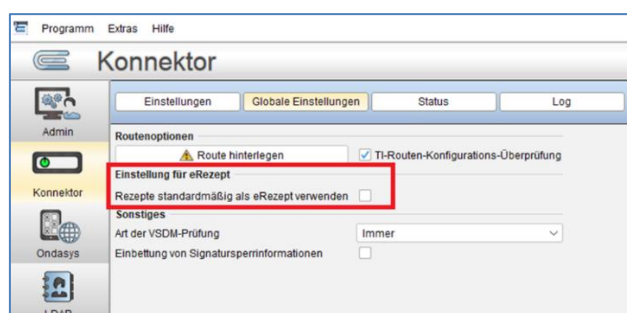 Programm Extras Hilfe
Konnektor
Einstellungen Globale Einstellungen Status Log
Admin
Routenoptionen
Route hinterlegen TI-Routen-Konfigurations-Überprüfung
Einstellung für eRezept
Rezepte standardmäßig als eRezept verwenden
Konnektor
Sonstiges
Art der VSDM-Prüfung Immer
Einbettung von Signatursperrinformationen
Ondasys